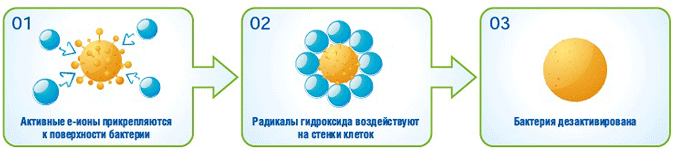 01
Активные е-ионы прикрепляются
к поверхности бактерии
02
Радикалы гидроксида воздействуют
на стенки клеток
03
Бактерия дезактивирована